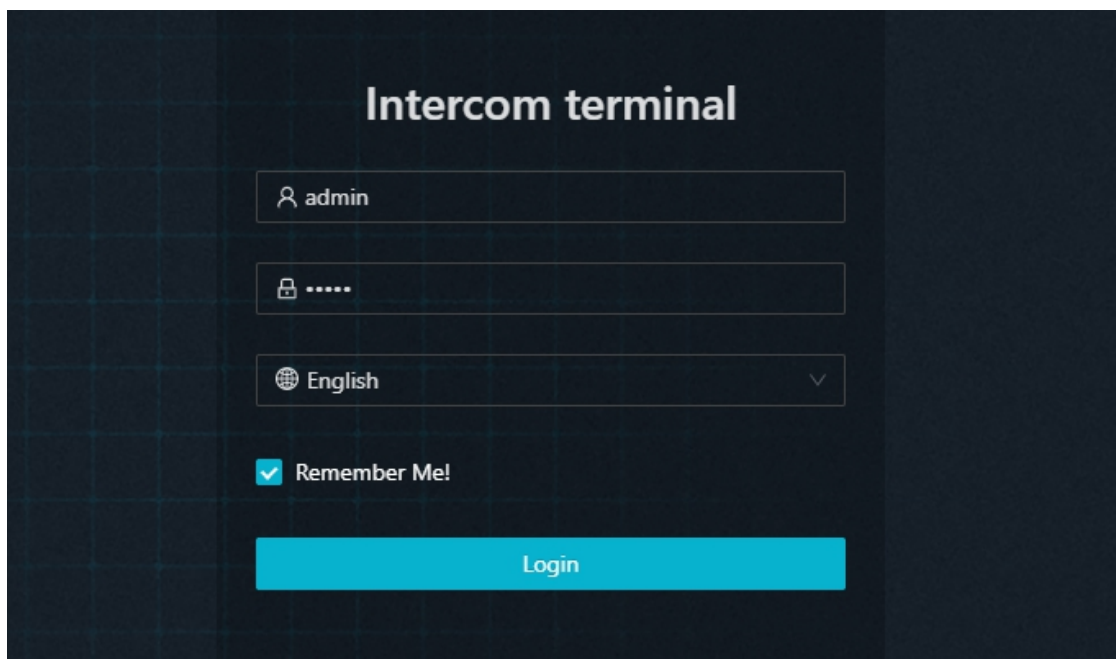 Intercom terminal
admin
•••••
English
Remember Me!
Login